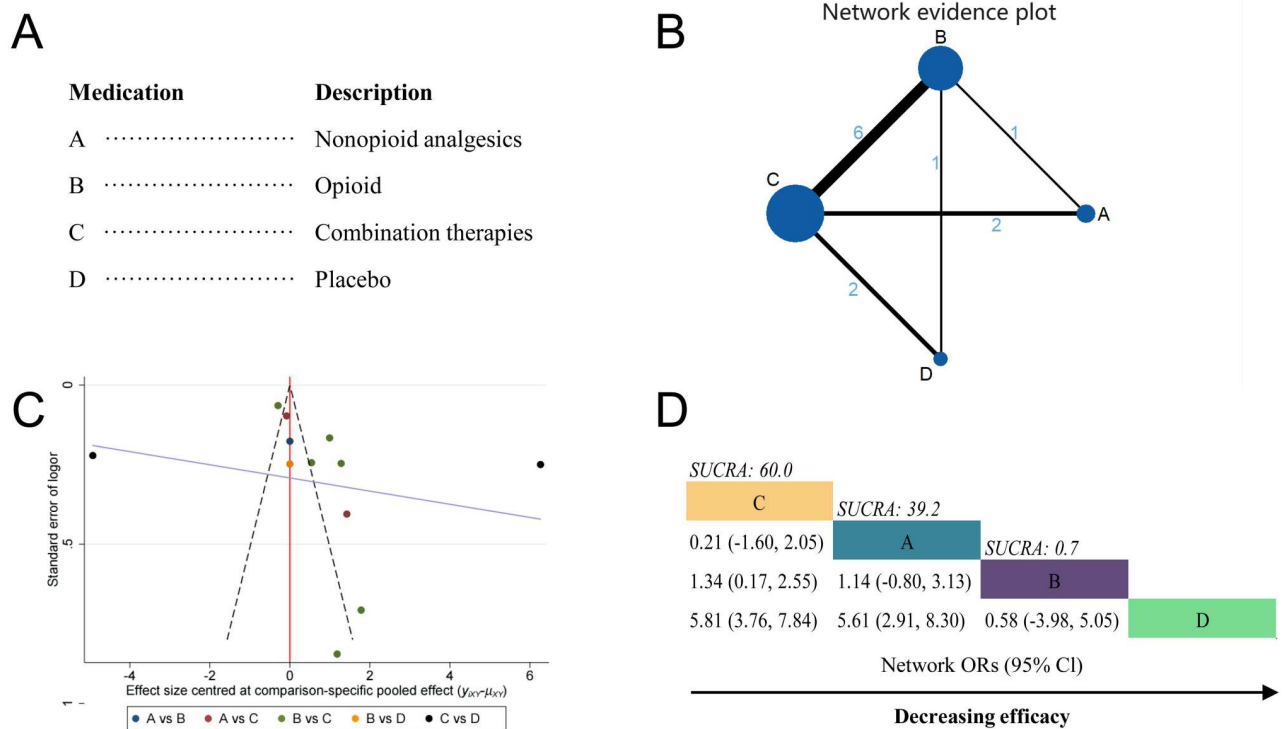 A
Medication Description
A ........................ Nonopioid analgesics
B ........................ Opioid
C ........................ Combination therapies
D ........................ Placebo
B
Network evidence plot
B
6
1
1
C
A
2
2
D
C
Standard error of logor
0
.5
1
-4 -2 0 2 4 6
Effect size centred at comparison-specific pooled effect (yiXY-μXY)
A vs B A vs C B vs C B vs D C vs D
D
SUCRA: 60.0
C SUCRA: 39.2
0.21 (-1.60, 2.05) A SUCRA: 0.7
1.34 (0.17, 2.55) 1.14 (-0.80, 3.13) B
5.81 (3.76, 7.84) 5.61 (2.91, 8.30) 0.58 (-3.98, 5.05) D
Network ORs (95% Cl)
Decreasing efficacy